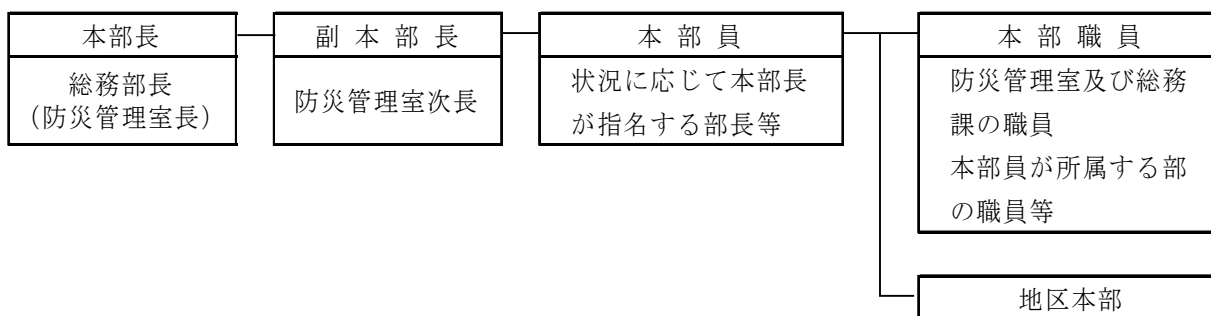 本部長
総務部長
（防災管理室長）
副本部長
防災管理室次長
本部員
状況に応じて本部長
が指名する部長等
本部職員
防災管理室及び総務
課の職員
本部員が所属する部
の職員等
地区本部